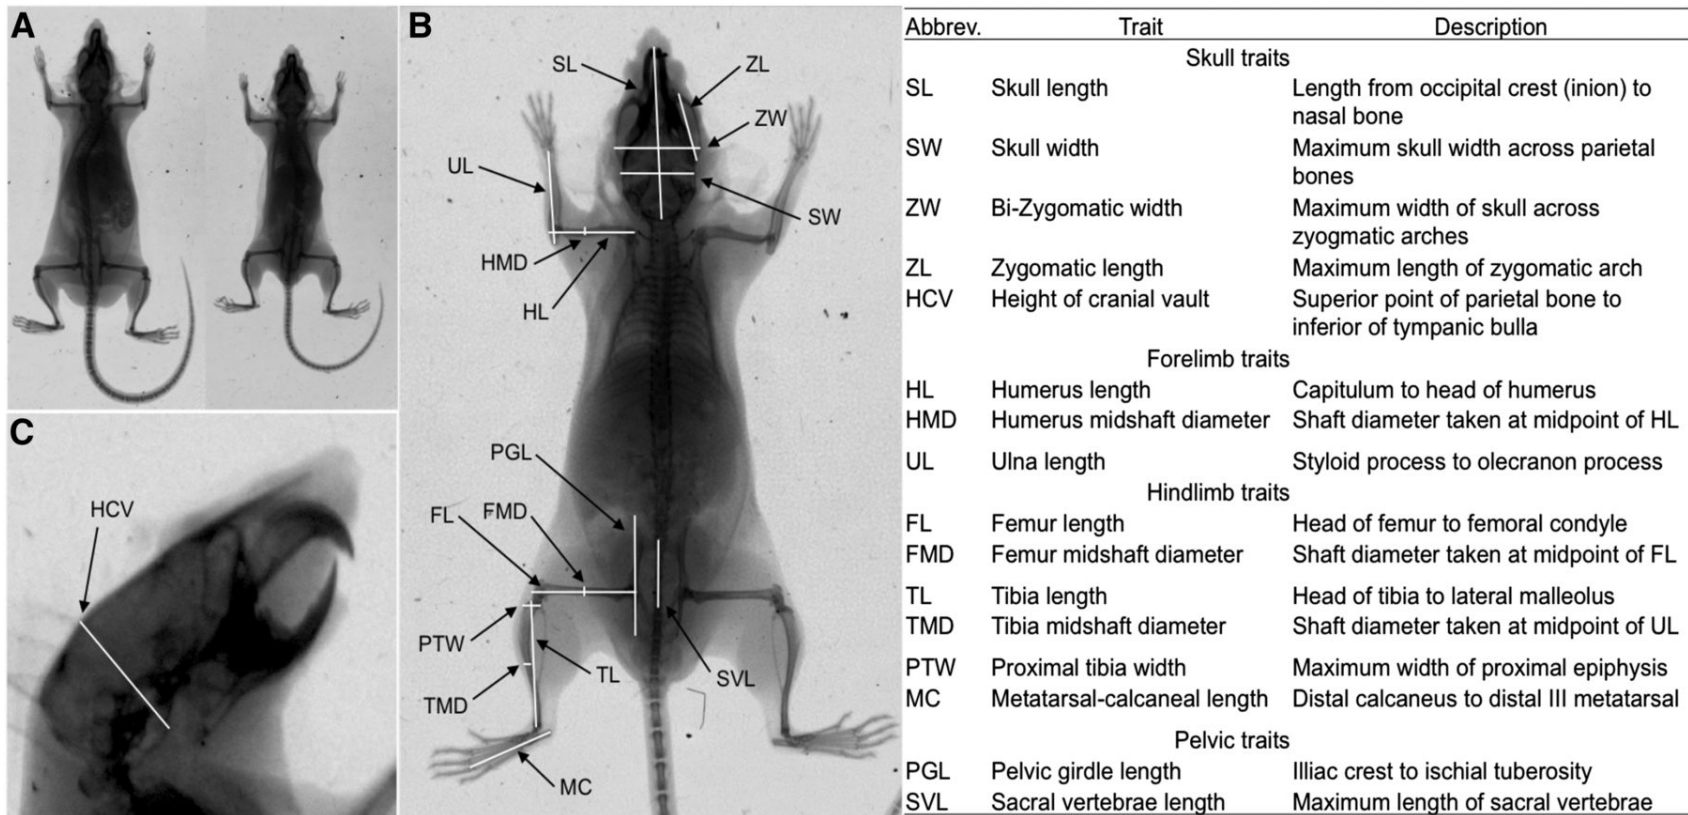 A
B
SL
ZL
ZW
UL
SW
HMD
HL
PGL
FL
FMD
PTW
TL
SVL
TMD
MC
C
HCV
Abbrev. Trait Description
Skull traits
SL Skull length Length from occipital crest (inion) to
nasal bone
SW Skull width Maximum skull width across parietal
bones
ZW Bi-Zygomatic width Maximum width of skull across
zyogmatic arches
ZL Zygomatic length Maximum length of zygomatic arch
HCV Height of cranial vault Superior point of parietal bone to
inferior of tympanic bulla
Forelimb traits
HL Humerus length Capitulum to head of humerus
HMD Humerus midshaft diameter Shaft diameter taken at midpoint of HL
UL Ulna length Styloid process to olecranon process
Hindlimb traits
FL Femur length Head of femur to femoral condyle
FMD Femur midshaft diameter Shaft diameter taken at midpoint of FL
TL Tibia length Head of tibia to lateral malleolus
TMD Tibia midshaft diameter Shaft diameter taken at midpoint of UL
PTW Proximal tibia width Maximum width of proximal epiphysis
MC Metatarsal-calcaneal length Distal calcaneus to distal III metatarsal
Pelvic traits
PGL Pelvic girdle length Illiac crest to ischial tuberosity
SVL Sacral vertebrae length Maximum length of sacral vertebrae